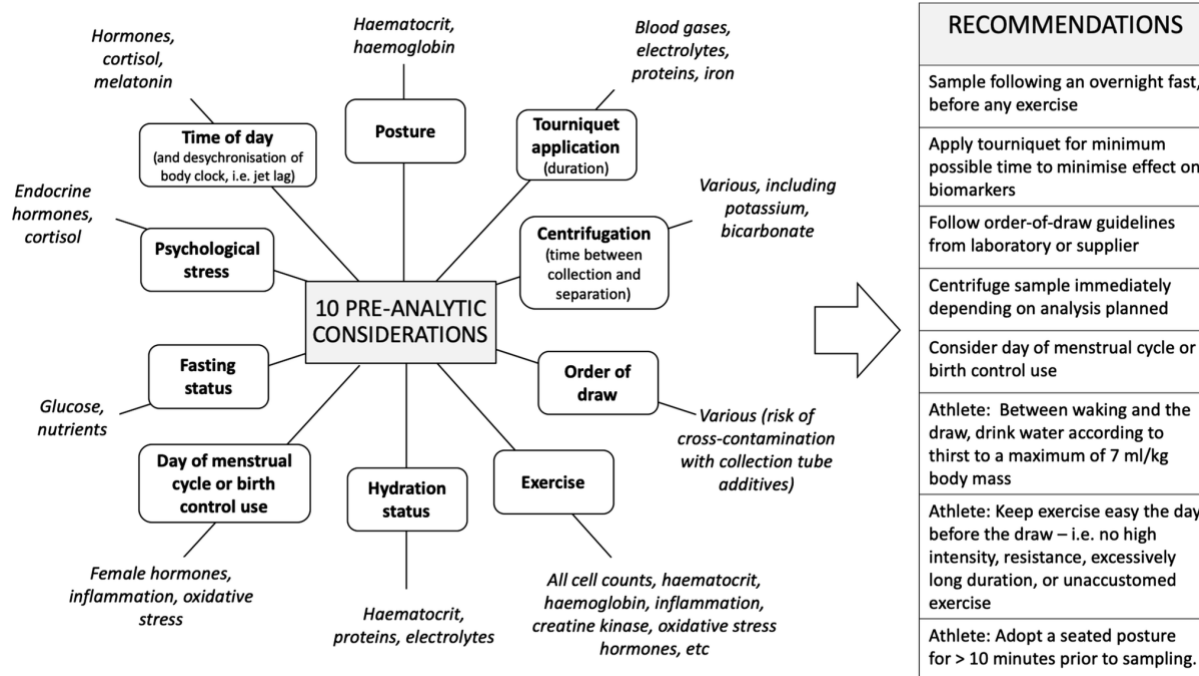 Hormones,
cortisol,
melatonin
Haematocrit,
haemoglobin
Blood gases,
electrolytes,
proteins, iron
Time of day
(and desychronisation of
body clock, i.e. jet lag)
Posture
Tourniquet
application
(duration)
Endocrine
hormones,
cortisol
Various, including
potassium,
bicarbonate
Psychological
stress
Centrifugation
(time between
collection and
separation)
10 PRE-ANALYTIC
CONSIDERATIONS
Fasting
status
Order of
draw
Glucose,
nutrients
Various (risk of
cross-contamination
with collection tube
additives)
Day of menstrual
cycle or birth
control use
Hydration
status
Exercise
Female hormones,
inflammation, oxidative
stress
Haematocrit,
proteins, electrolytes
All cell counts, haematocrit,
haemoglobin, inflammation,
creatine kinase, oxidative stress
hormones, etc
RECOMMENDATIONS
Sample following an overnight fast,
before any exercise
Apply tourniquet for minimum
possible time to minimise effect on
biomarkers
Follow order-of-draw guidelines
from laboratory or supplier
Centrifuge sample immediately
depending on analysis planned
Consider day of menstrual cycle or
birth control use
Athlete: Between waking and the
draw, drink water according to
thirst to a maximum of 7 ml/kg
body mass
Athlete: Keep exercise easy the day
before the draw – i.e. no high
intensity, resistance, excessively
long duration, or unaccustomed
exercise
Athlete: Adopt a seated posture
for > 10 minutes prior to sampling.